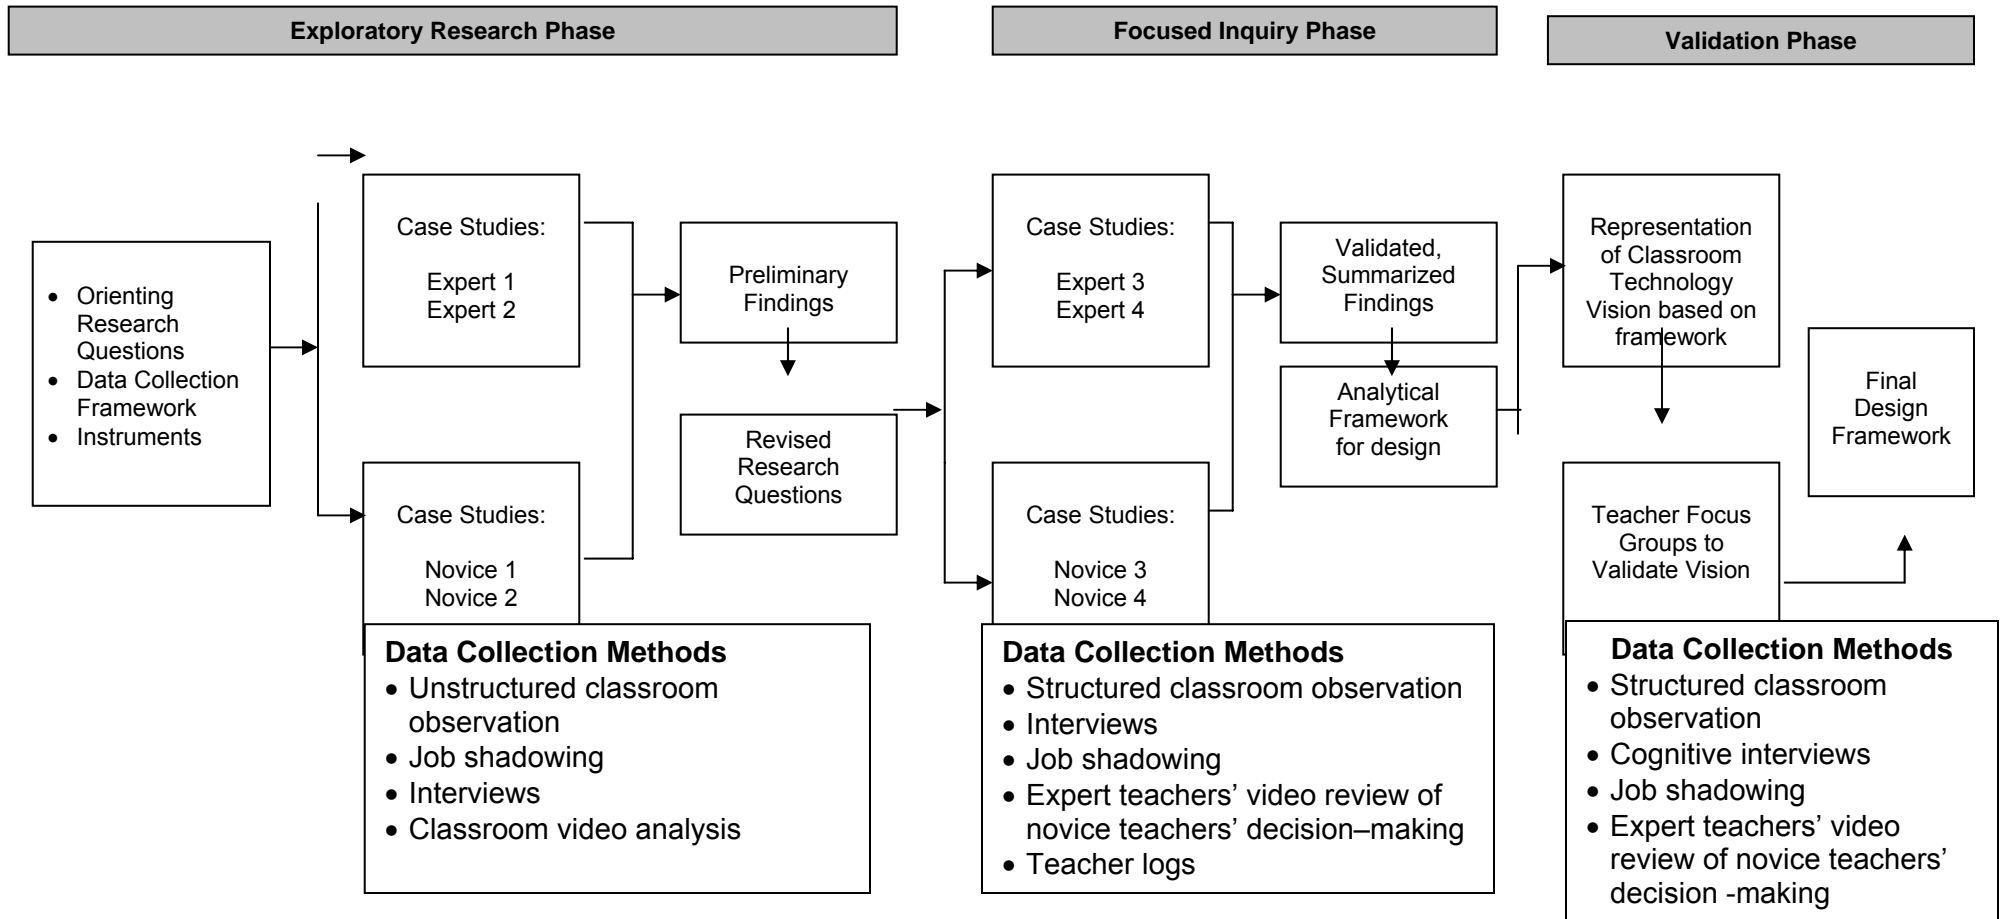 Exploratory Research Phase
Focused Inquiry Phase
Validation Phase
• Orienting
Research
Questions
• Data Collection
Framework
• Instruments
Case Studies:
Expert 1
Expert 2
Case Studies:
Novice 1
Novice 2
Preliminary
Findings
Revised
Research
Questions
Case Studies:
Expert 3
Expert 4
Case Studies:
Novice 3
Novice 4
Validated,
Summarized
Findings
Analytical
Framework
for design
Representation
of Classroom
Technology
Vision based on
framework
Teacher Focus
Groups to
Validate Vision
Final
Design
Framework
Data Collection Methods
• Unstructured classroom
observation
• Job shadowing
• Interviews
• Classroom video analysis
Data Collection Methods
• Structured classroom observation
• Interviews
• Job shadowing
• Expert teachers’ video review of
novice teachers’ decision–making
• Teacher logs
Data Collection Methods
• Structured classroom
observation
• Cognitive interviews
• Job shadowing
• Expert teachers’ video
review of novice teachers’
decision -making